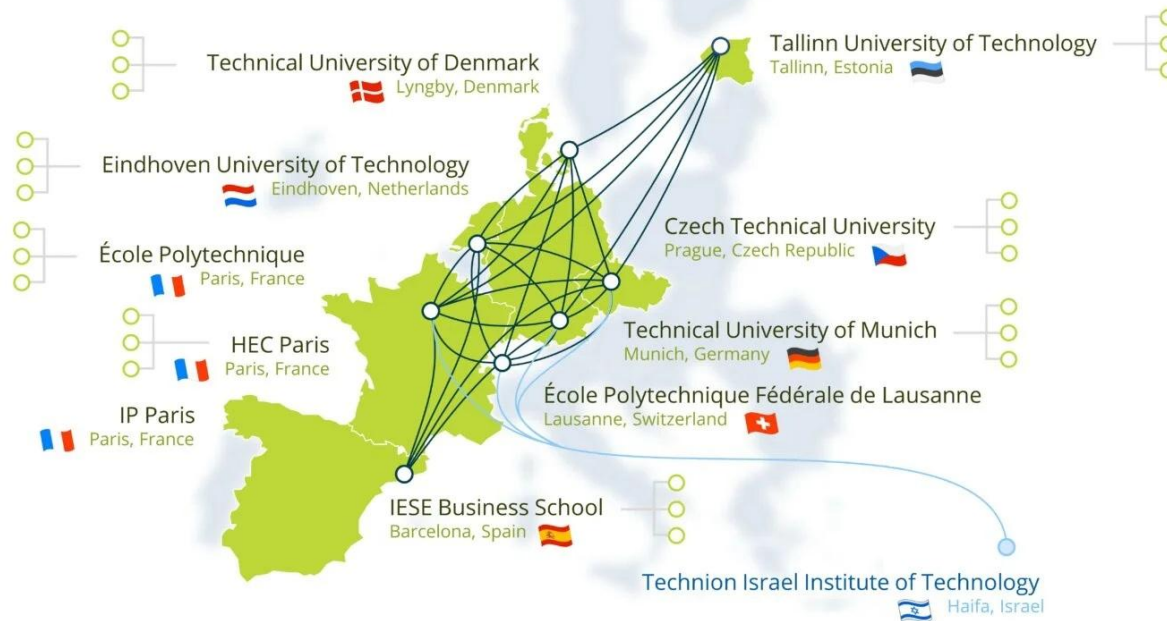 Technical University of Denmark
Lyngby, Denmark
Tallinn University of Technology
Tallinn, Estonia
Eindhoven University of Technology
Eindhoven, Netherlands
École Polytechnique
Paris, France
Czech Technical University
Prague, Czech Republic
HEC Paris
Paris, France
Technical University of Munich
Munich, Germany
IP Paris
Paris, France
École Polytechnique Fédérale de Lausanne
Lausanne, Switzerland
IESE Business School
Barcelona, Spain
Technion Israel Institute of Technology
Haifa, Israel